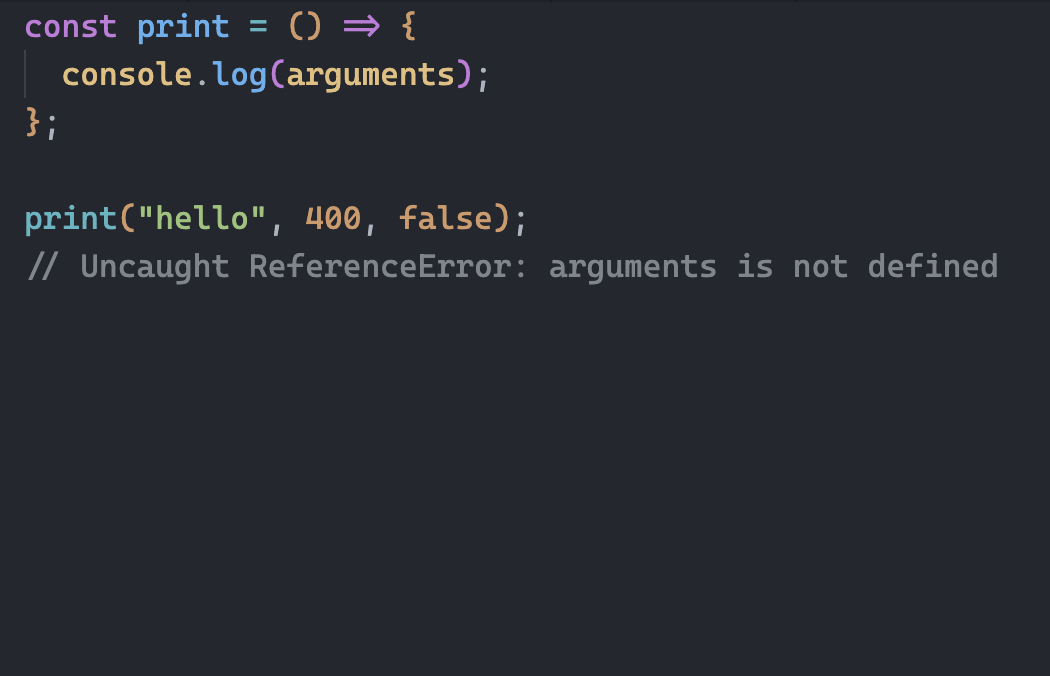 const print = () => {
  console.log(arguments);
};

print("hello", 400, false);
// Uncaught ReferenceError: arguments is not defined